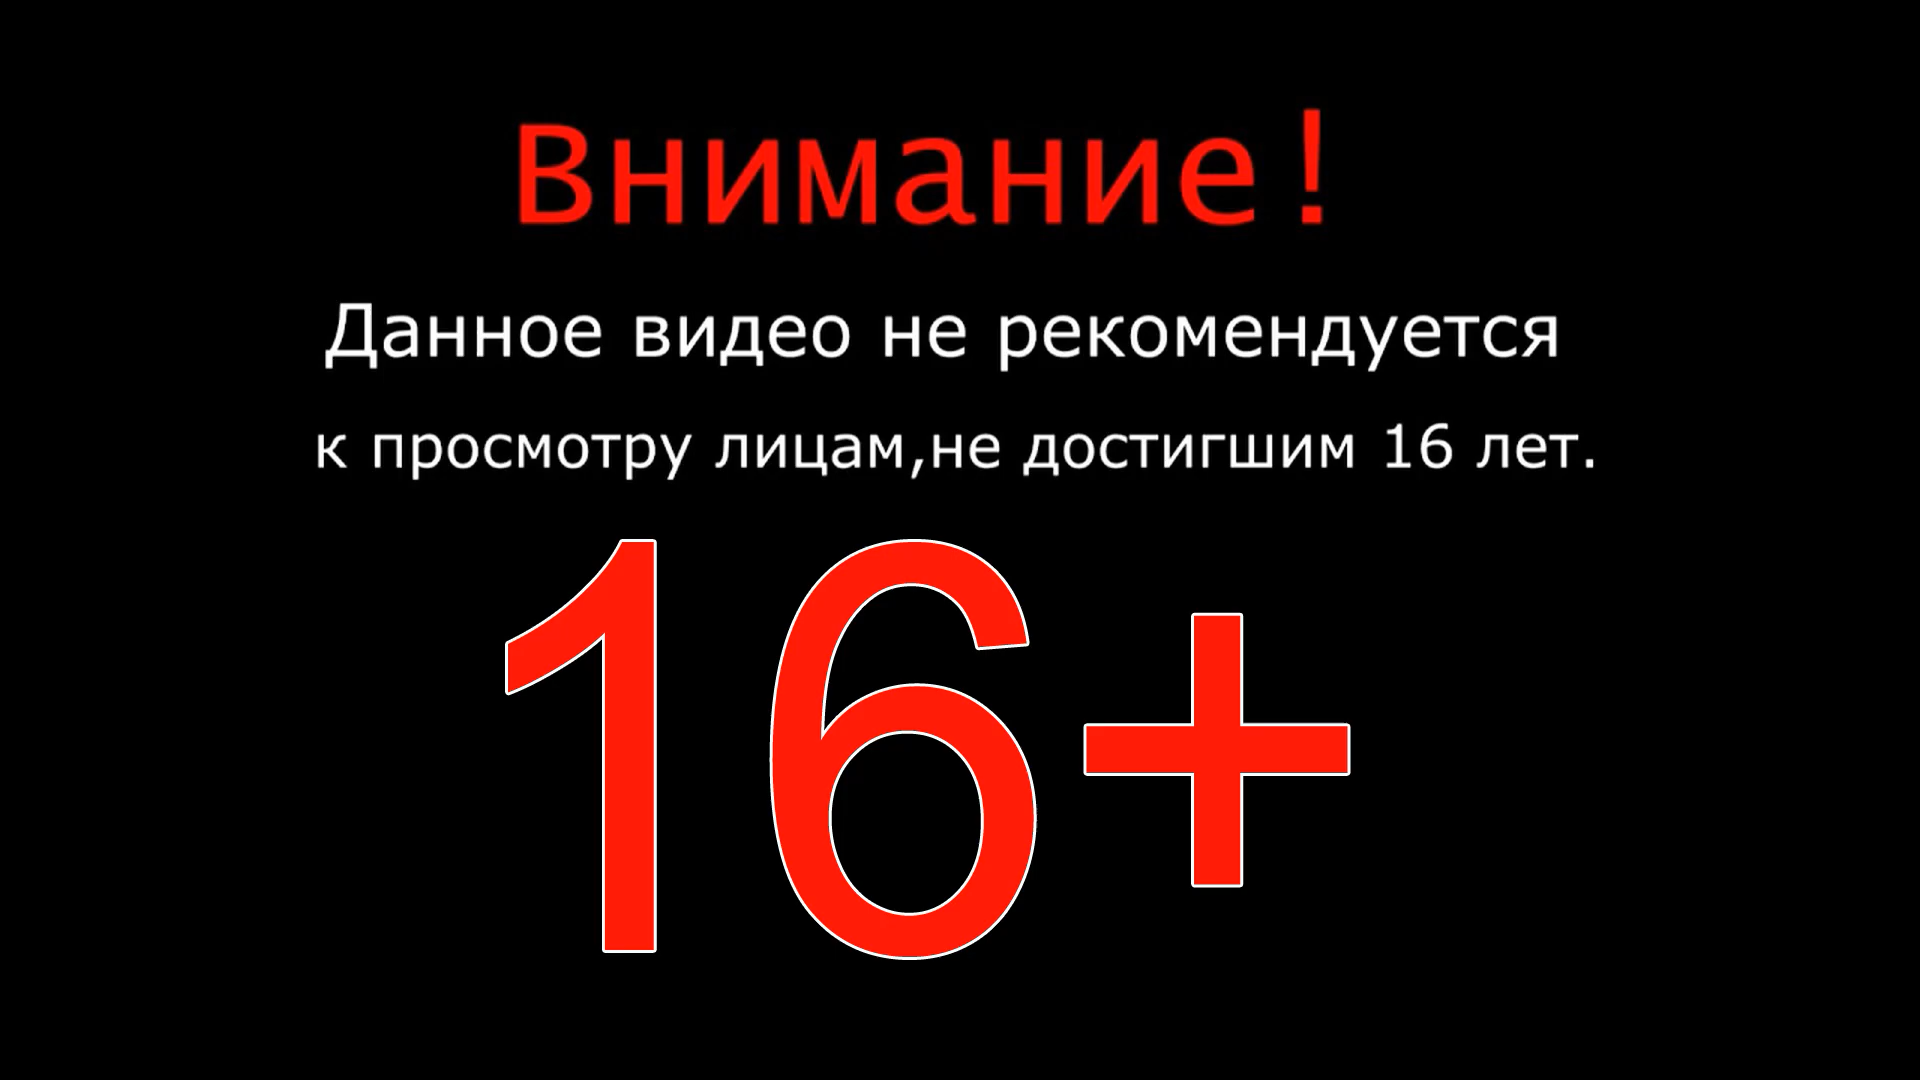 Внимание!
Данное видео не рекомендуется
к просмотру лицам,не достигшим 16 лет.
16+